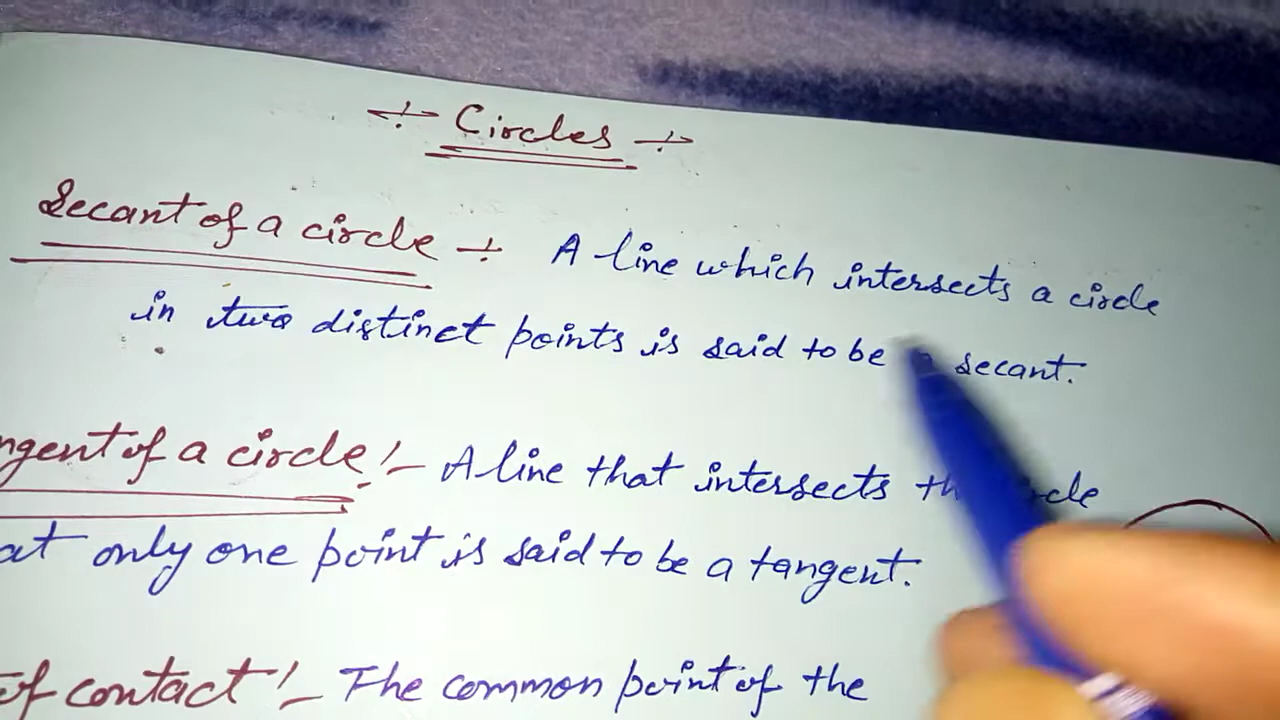 Circles
Secant of a circle ÷ A line which intersects a circle
in two distinct points is said to be secant.
ngent of a circle :- A line that intersects th cle
at only one point is said to be a tangent.
of contact :- The common point of the